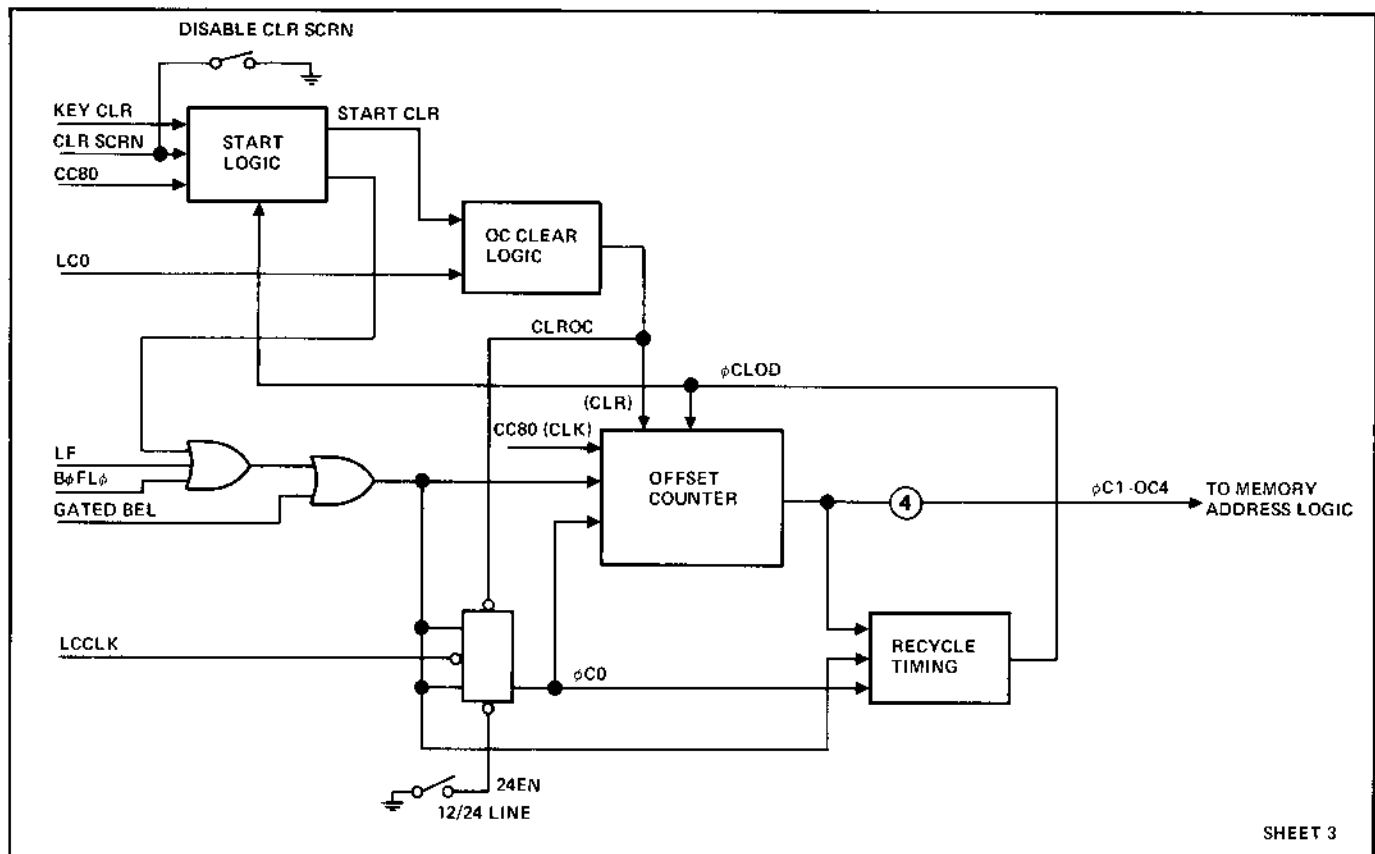 DISABLE CLR SCRN
KEY CLR
CLR SCRN
CC80
START
LOGIC
START CLR
OC CLEAR
LOGIC
LC0
CLROC
φCLOD
(CLR)
CC80 (CLK)
OFFSET
COUNTER
LF
BφFLφ
GATED BEL
4
φC1-OC4
TO MEMORY
ADDRESS LOGIC
LCCLK
φC0
RECYCLE
TIMING
24EN
12/24 LINE
SHEET 3